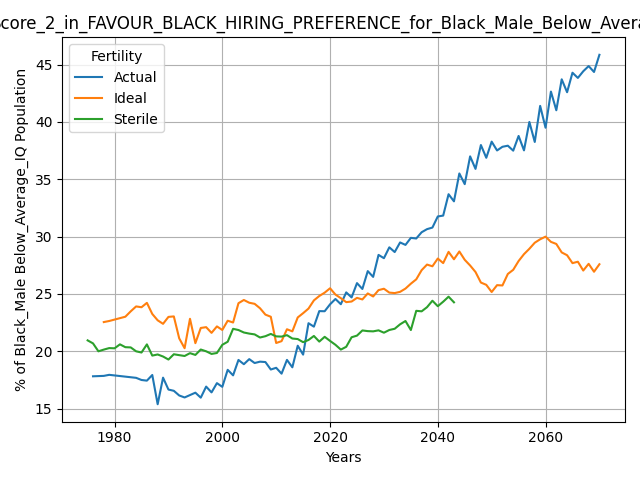 core_2_in_FAVOUR_BLACK_HIRING_PREFERENCE_for_Black_Male_Below_Avera
Fertility
Actual
Ideal
Sterile
% of Black_Male Below_Average_IQ Population
45
40
35
30
25
20
15
1980
2000
2020
2040
2060
Years